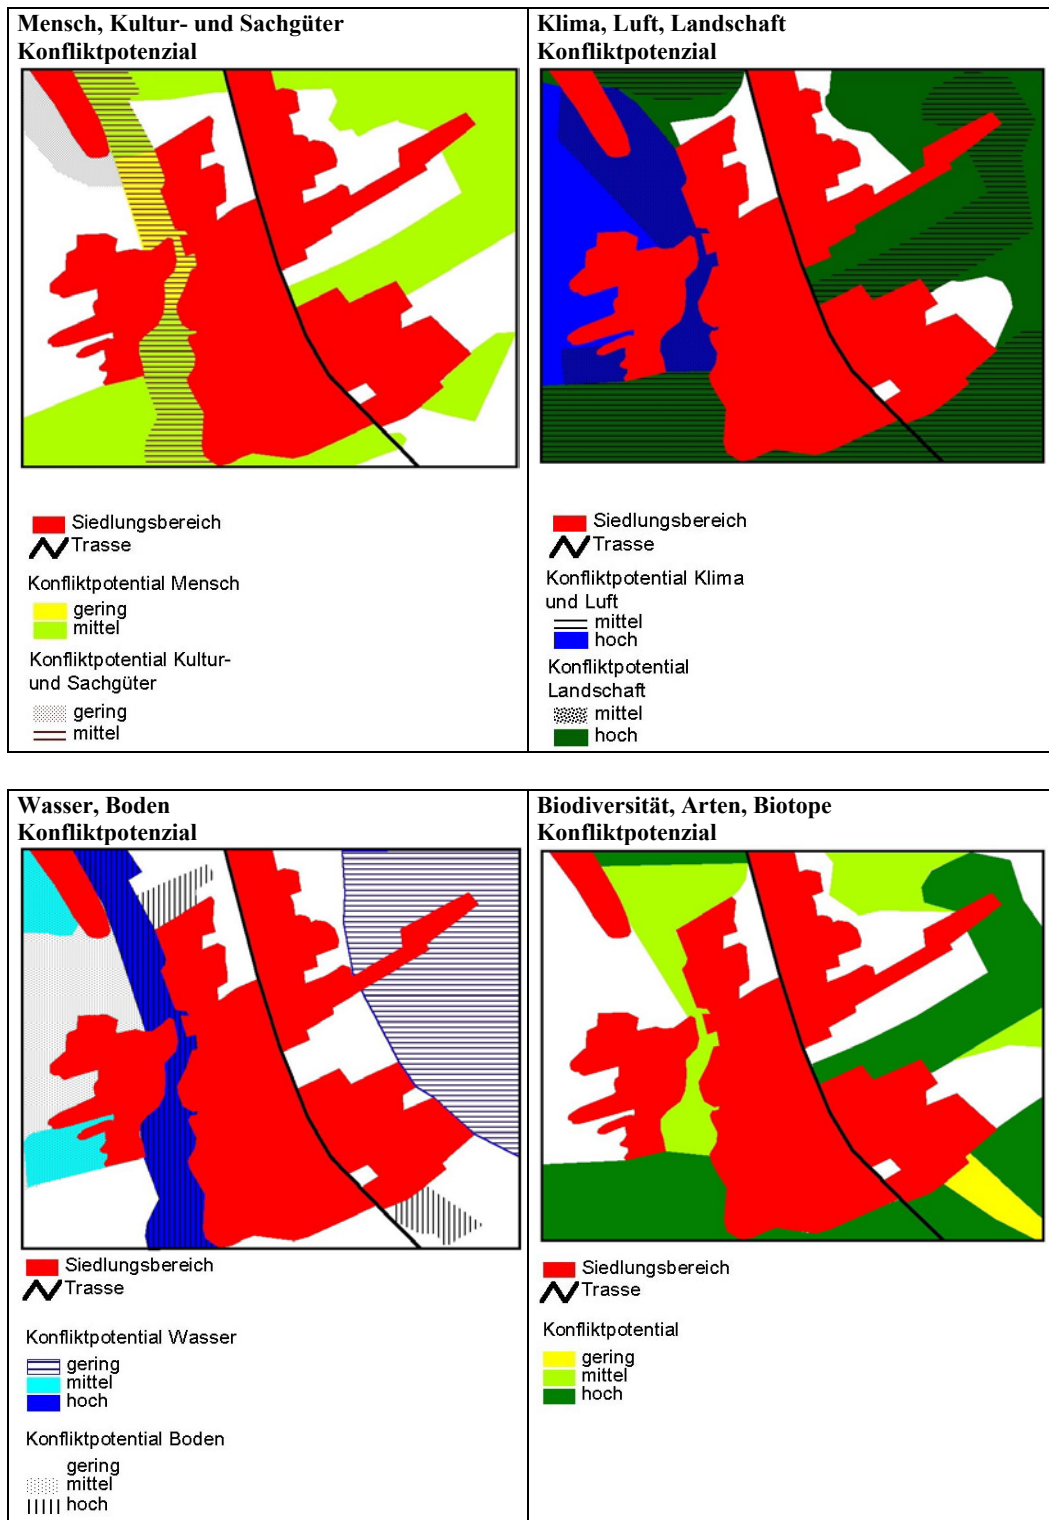 Mensch, Kultur- und Sachgüter
Konfliktpotenzial
Siedlungsbereich
Trasse
Konfliktpotential Mensch
gering
mittel
Konfliktpotential Kultur-
und Sachgüter
gering
mittel
Klima, Luft, Landschaft
Konfliktpotenzial
Siedlungsbereich
Trasse
Konfliktpotential Klima
und Luft
mittel
hoch
Konfliktpotential
Landschaft
mittel
hoch
Wasser, Boden
Konfliktpotenzial
Siedlungsbereich
Trasse
Konfliktpotential Wasser
gering
mittel
hoch
Konfliktpotential Boden
gering
mittel
hoch
Biodiversität, Arten, Biotope
Konfliktpotenzial
Siedlungsbereich
Trasse
Konfliktpotential
gering
mittel
hoch